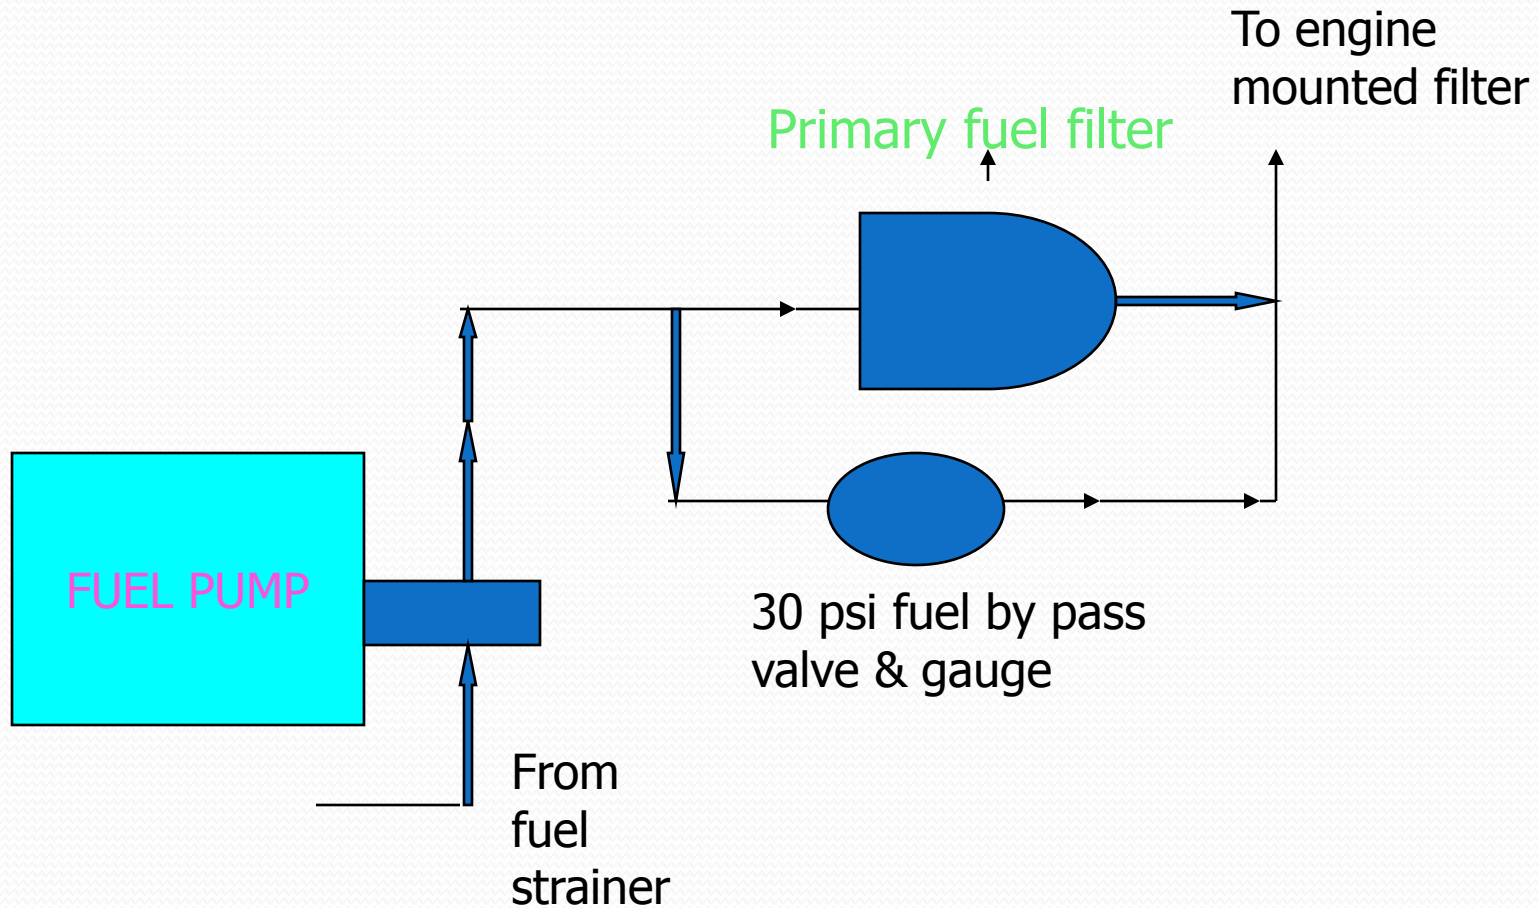 To engine
mounted filter
Primary fuel filter
FUEL PUMP
30 psi fuel by pass
valve & gauge
From
fuel
strainer